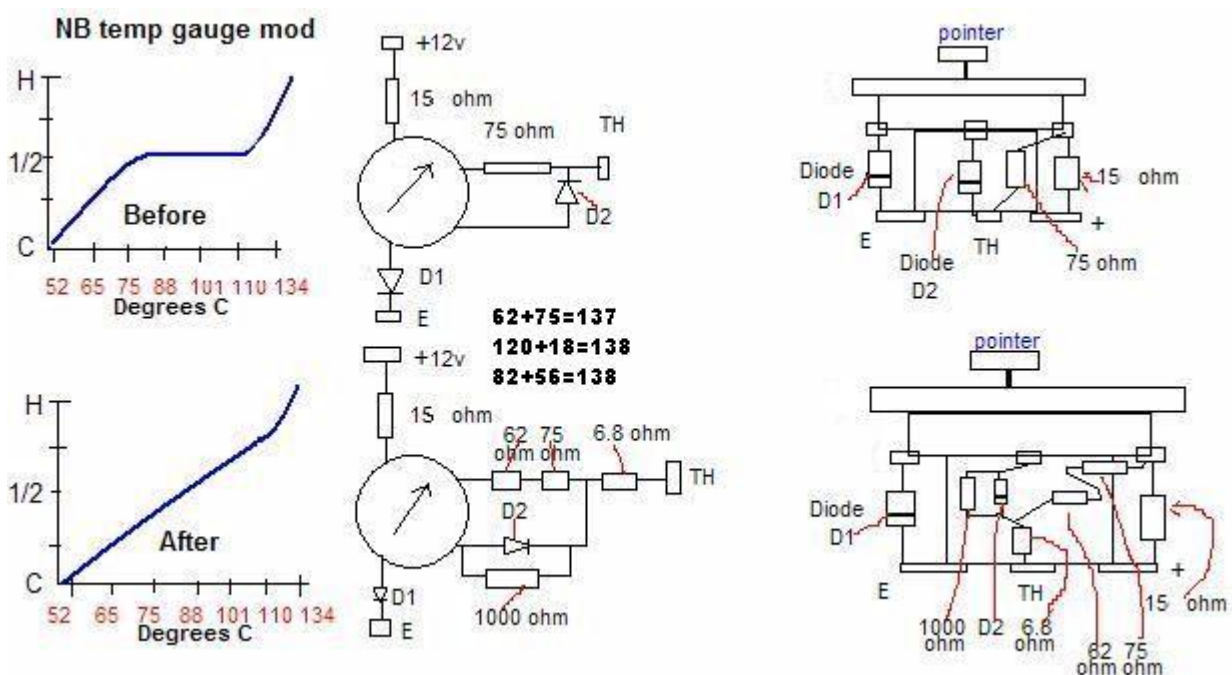 NB temp gauge mod
H
1/2
C
Before
52 65 75 88 101 110 134
Degrees C
+12v
15 ohm
75 ohm
TH
D2
D1
E
pointer
Diode
D1
15 ohm
E
TH
+
Diode
D2
75 ohm
62+75=137
120+18=138
82+56=138
H
1/2
C
After
52 65 75 88 101 110 134
Degrees C
+12v
15 ohm
62
ohm
75
ohm
6.8 ohm
TH
D2
D1
E
1000 ohm
pointer
Diode
D1
E
TH
+
15 ohm
1000
ohm
D2
6.8
ohm
62
ohm
75
ohm